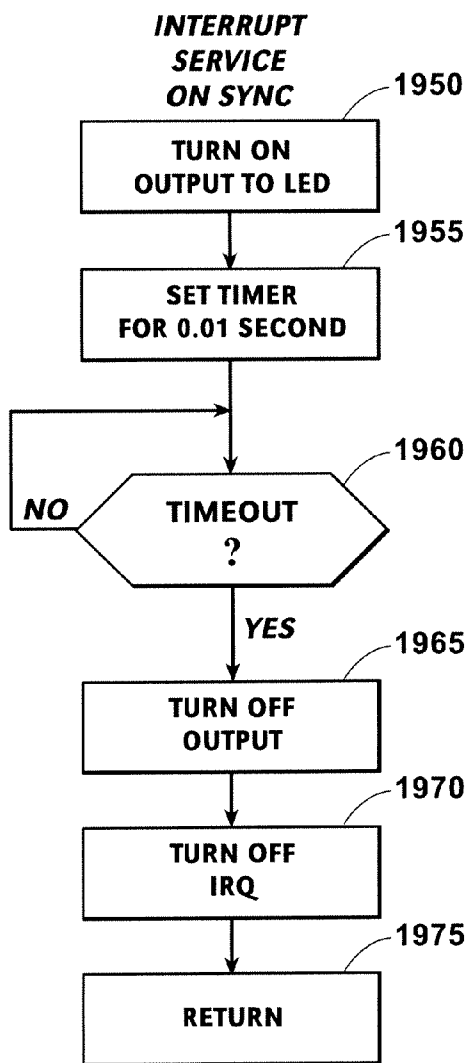 INTERRUPT
SERVICE
ON SYNC
1950
TURN ON
OUTPUT TO LED
1955
SET TIMER
FOR 0.01 SECOND
1960
TIMEOUT
?
NO
YES
1965
TURN OFF
OUTPUT
1970
TURN OFF
IRQ
1975
RETURN